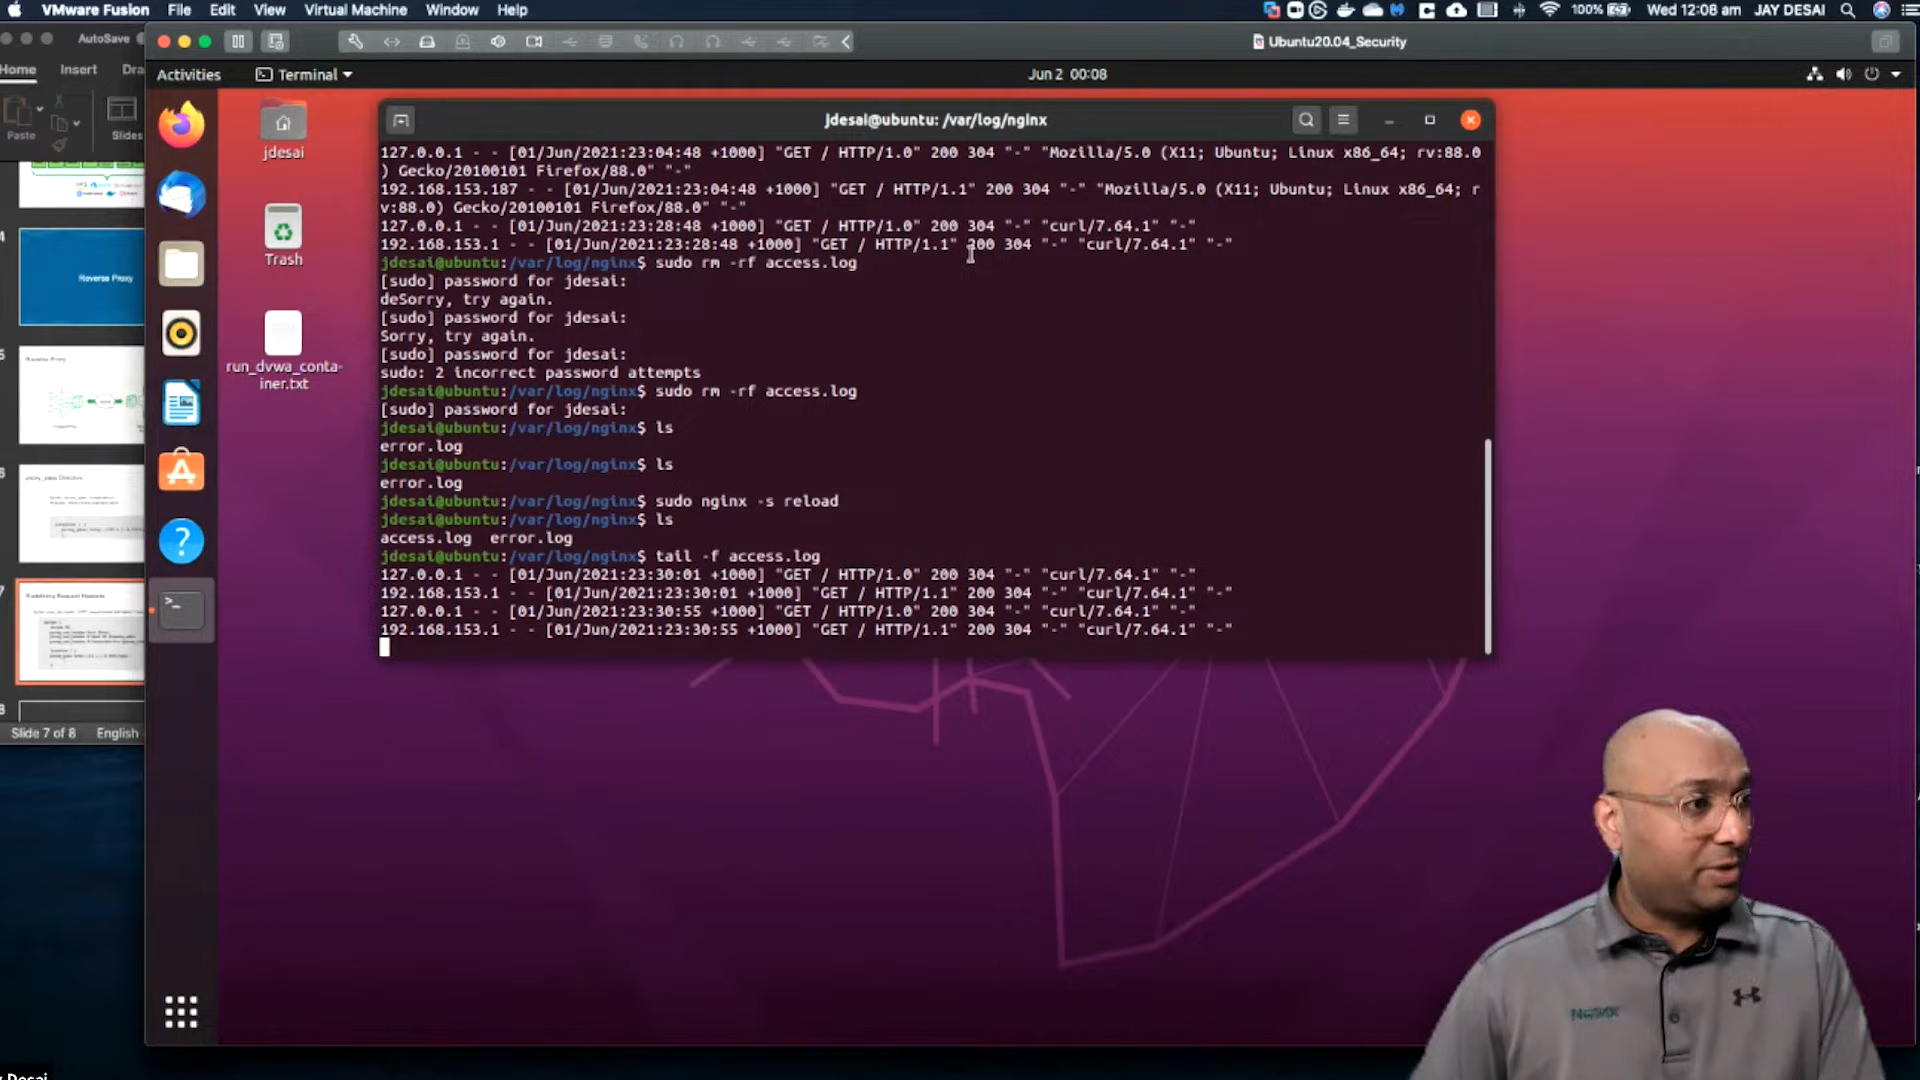 VMware Fusion File Edit View Virtual Machine Window Help 100% Wed 12:08 am JAY DESAI
AutoSave
Ubuntu20.04_Security
Home Insert Dra
Paste
Slides
Activities Terminal Jun 2 00:08
jdesai
Trash
run_dvwa_conta-
iner.txt
jdesai@ubuntu: /var/log/nginx
127.0.0.1 - - [01/Jun/2021:23:04:48 +1000] "GET / HTTP/1.0" 200 304 "-" "Mozilla/5.0 (X11; Ubuntu; Linux x86_64; rv:88.0
) Gecko/20100101 Firefox/88.0" "-"
192.168.153.187 - - [01/Jun/2021:23:04:48 +1000] "GET / HTTP/1.1" 200 304 "-" "Mozilla/5.0 (X11; Ubuntu; Linux x86_64; r
v:88.0) Gecko/20100101 Firefox/88.0" "-"
127.0.0.1 - - [01/Jun/2021:23:28:48 +1000] "GET / HTTP/1.0" 200 304 "-" "curl/7.64.1" "-"
192.168.153.1 - - [01/Jun/2021:23:28:48 +1000] "GET / HTTP/1.1" 200 304 "-" "curl/7.64.1" "-"
jdesai@ubuntu:/var/log/nginx$ sudo rm -rf access.log
[sudo] password for jdesai:
deSorry, try again.
[sudo] password for jdesai:
Sorry, try again.
[sudo] password for jdesai:
sudo: 2 incorrect password attempts
jdesai@ubuntu:/var/log/nginx$ sudo rm -rf access.log
[sudo] password for jdesai:
jdesai@ubuntu:/var/log/nginx$ ls
error.log
jdesai@ubuntu:/var/log/nginx$ ls
error.log
jdesai@ubuntu:/var/log/nginx$ sudo nginx -s reload
jdesai@ubuntu:/var/log/nginx$ ls
access.log error.log
jdesai@ubuntu:/var/log/nginx$ tail -f access.log
127.0.0.1 - - [01/Jun/2021:23:30:01 +1000] "GET / HTTP/1.0" 200 304 "-" "curl/7.64.1" "-"
192.168.153.1 - - [01/Jun/2021:23:30:01 +1000] "GET / HTTP/1.1" 200 304 "-" "curl/7.64.1" "-"
127.0.0.1 - - [01/Jun/2021:23:30:55 +1000] "GET / HTTP/1.0" 200 304 "-" "curl/7.64.1" "-"
192.168.153.1 - - [01/Jun/2021:23:30:55 +1000] "GET / HTTP/1.1" 200 304 "-" "curl/7.64.1" "-"
Reverse Proxy
Reverse Proxy
proxy_pass Directive
Redefining Request Headers
Slide 7 of 8 English
NGINX